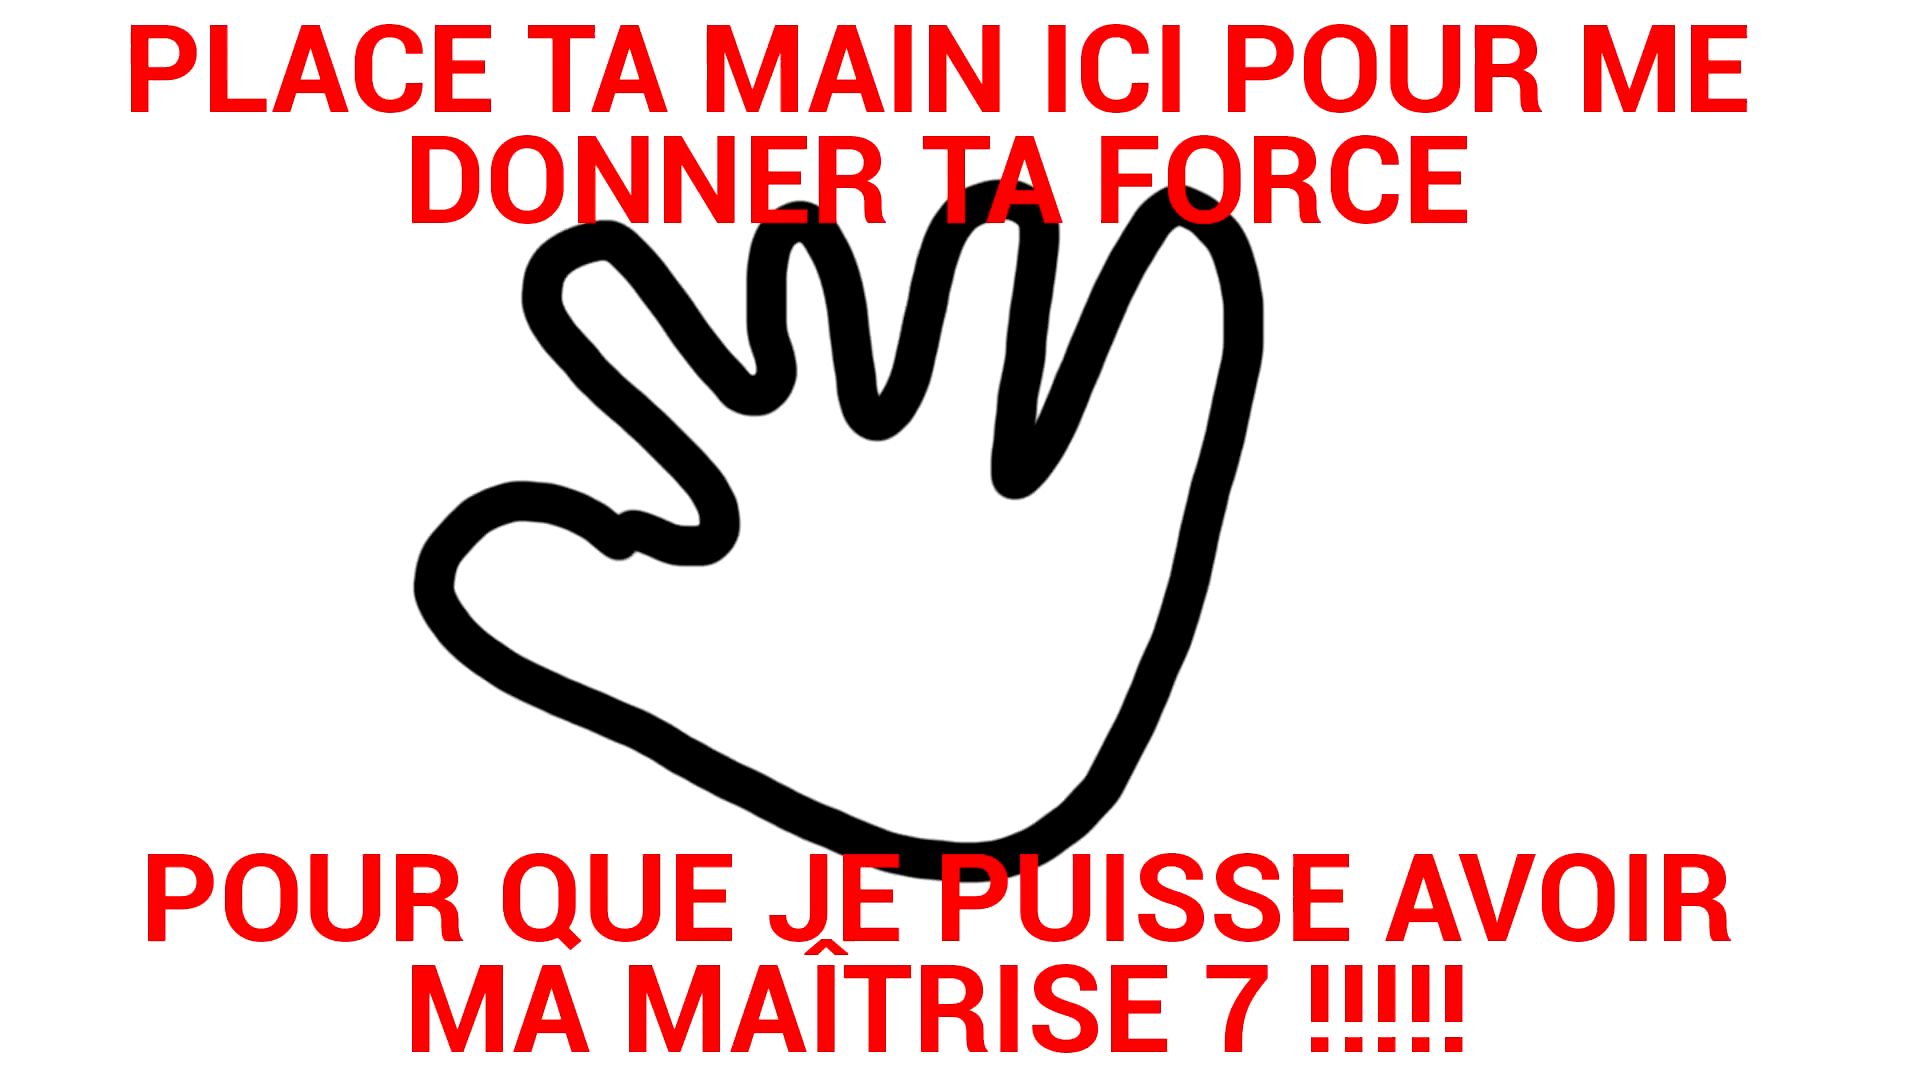 PLACE TA MAIN ICI POUR ME
DONNER TA FORCE
POUR QUE JE PUISSE AVOIR
MA MAÎTRISE 7 !!!!!